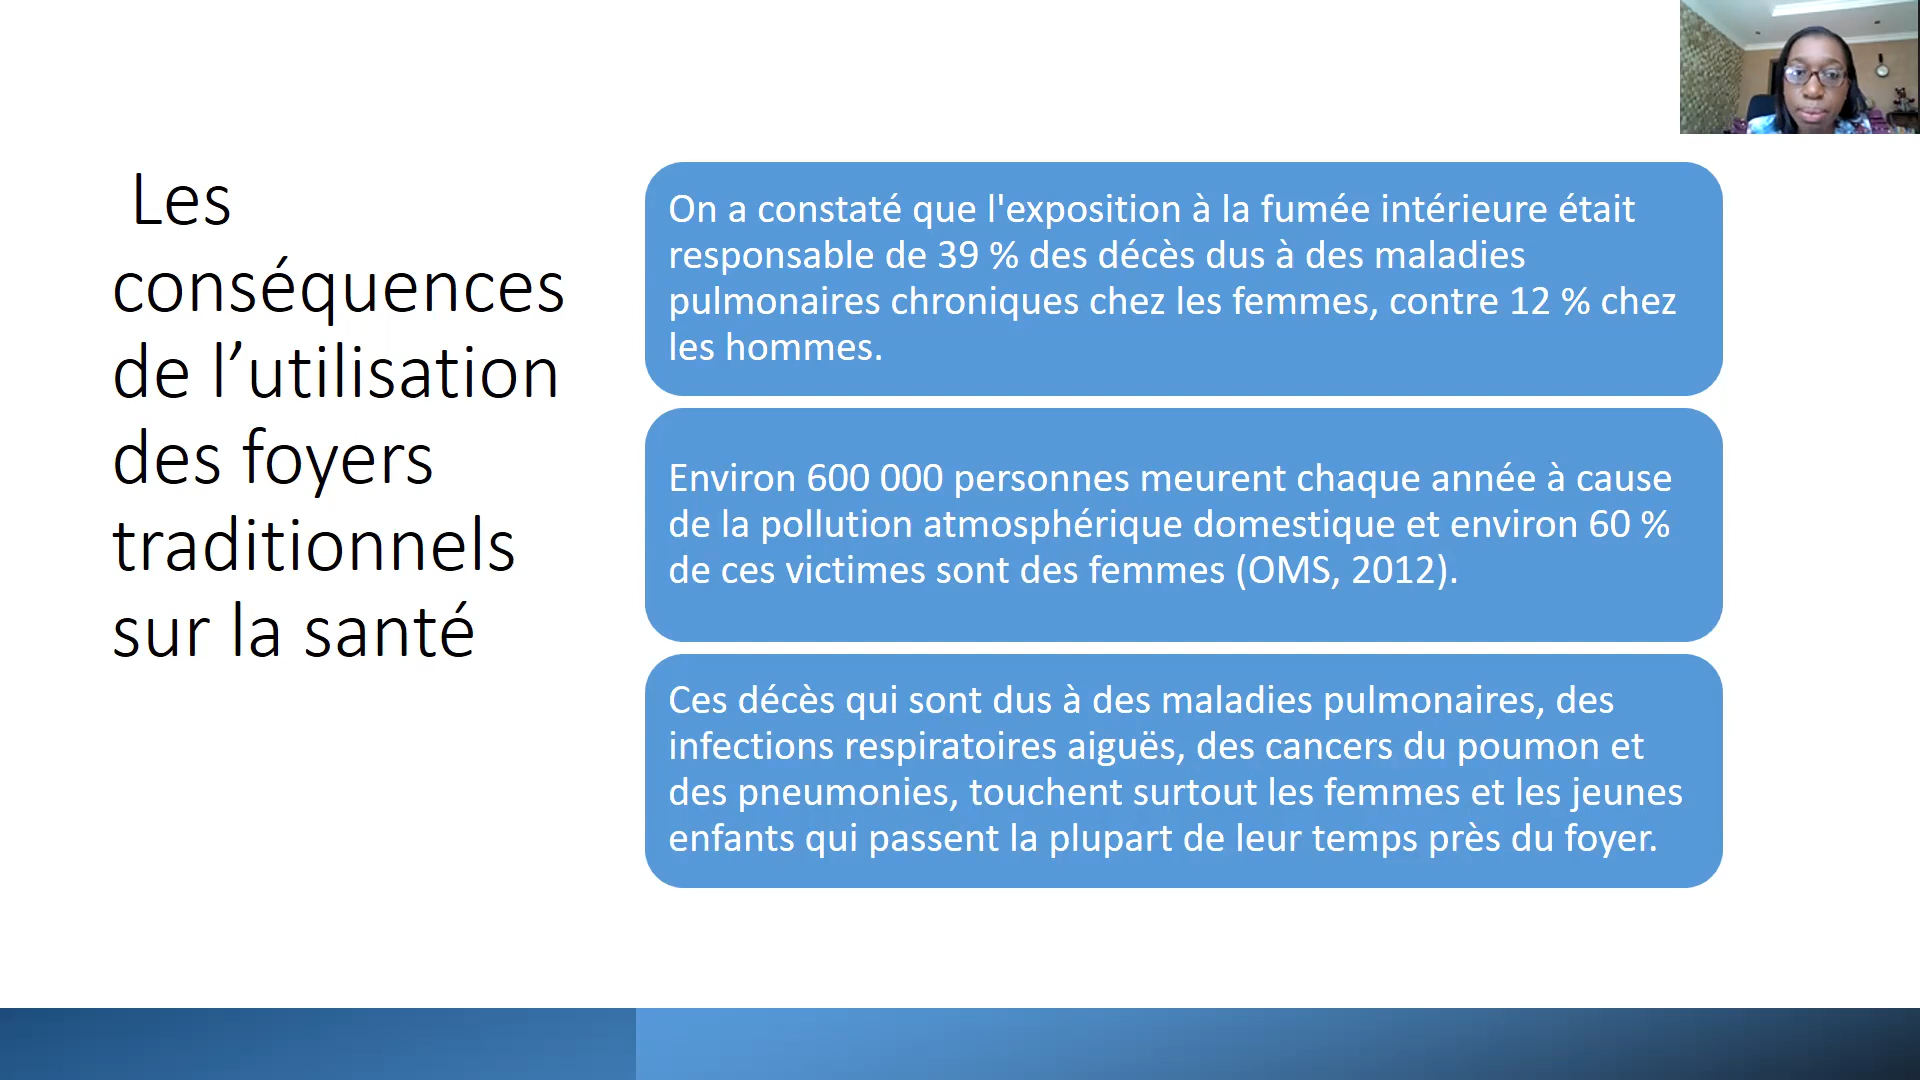 Les
conséquences
de l’utilisation
des foyers
traditionnels
sur la santé
On a constaté que l'exposition à la fumée intérieure était
responsable de 39 % des décès dus à des maladies
pulmonaires chroniques chez les femmes, contre 12 % chez
les hommes.
Environ 600 000 personnes meurent chaque année à cause
de la pollution atmosphérique domestique et environ 60 %
de ces victimes sont des femmes (OMS, 2012).
Ces décès qui sont dus à des maladies pulmonaires, des
infections respiratoires aiguës, des cancers du poumon et
des pneumonies, touchent surtout les femmes et les jeunes
enfants qui passent la plupart de leur temps près du foyer.